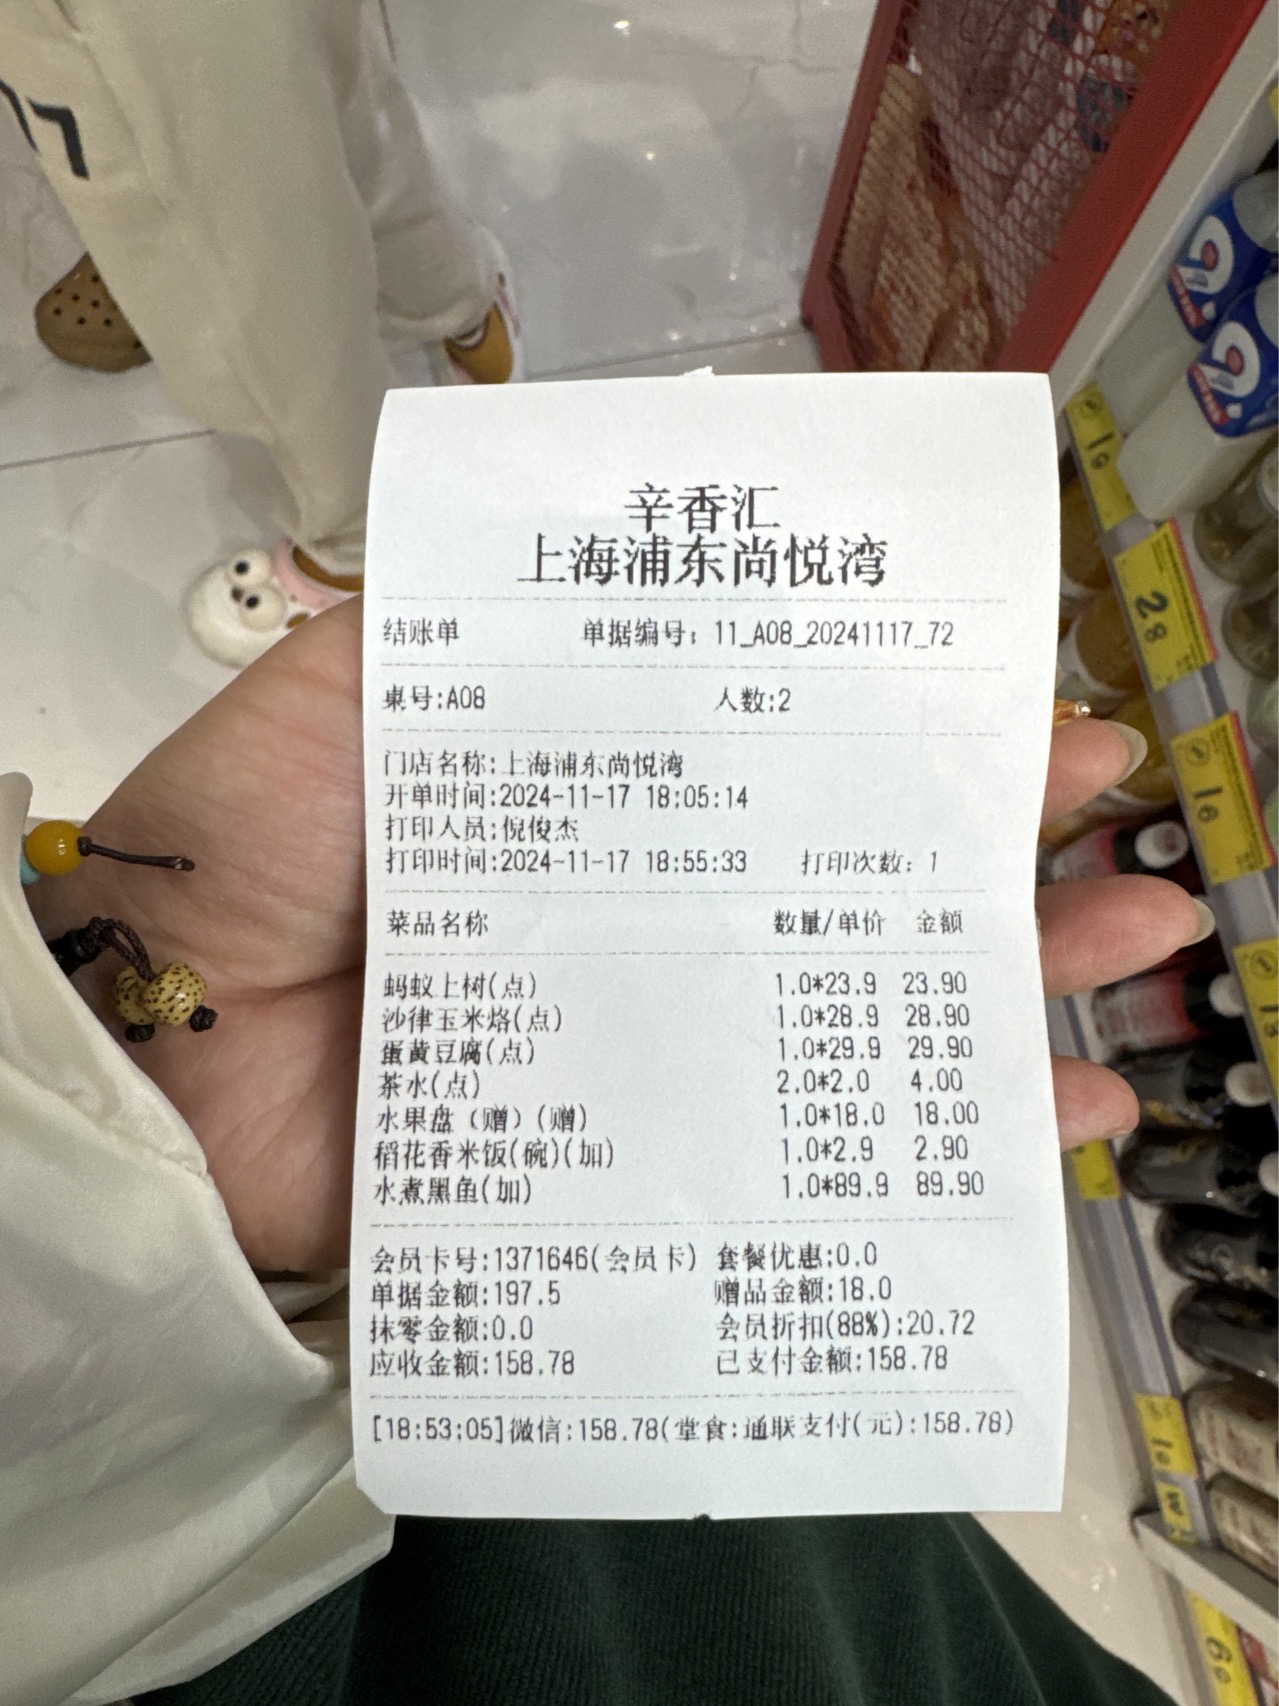 辛香汇
上海浦东尚悦湾
结账单 单据编号: 11_A08_20241117_72
桌号:A08 人数:2
门店名称:上海浦东尚悦湾
开单时间:2024-11-17 18:05:14
打印人员:倪俊杰
打印时间:2024-11-17 18:55:33 打印次数: 1
菜品名称 数量/单价 金额
蚂蚁上树(点) 1.0*23.9 23.90
沙律玉米烙(点) 1.0*28.9 28.90
蛋黄豆腐(点) 1.0*29.9 29.90
茶水(点) 2.0*2.0 4.00
水果盘（赠）(赠) 1.0*18.0 18.00
稻花香米饭(碗)(加) 1.0*2.9 2.90
水煮黑鱼(加) 1.0*89.9 89.90
会员卡号:1371646(会员卡) 套餐优惠:0.0
单据金额:197.5 赠品金额:18.0
抹零金额:0.0 会员折扣(88%):20.72
应收金额:158.78 已支付金额:158.78
[18:53:05]微信:158.78(堂食:通联支付(元):158.78)